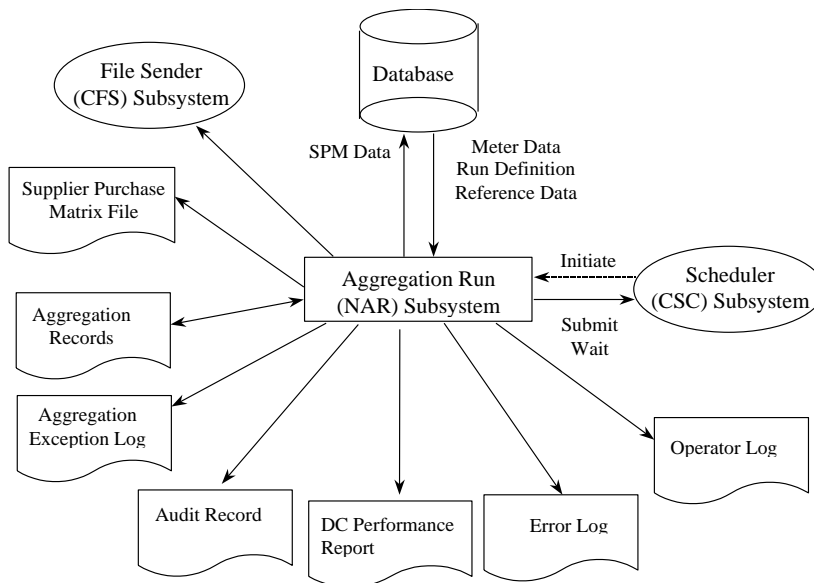 File Sender
(CFS) Subsystem
Database
SPM Data
Meter Data
Run Definition
Reference Data
Supplier Purchase
Matrix File
Aggregation Run
(NAR) Subsystem
Initiate
Scheduler
(CSC) Subsystem
Submit
Wait
Aggregation
Records
Aggregation
Exception Log
Operator Log
Audit Record
DC Performance
Report
Error Log